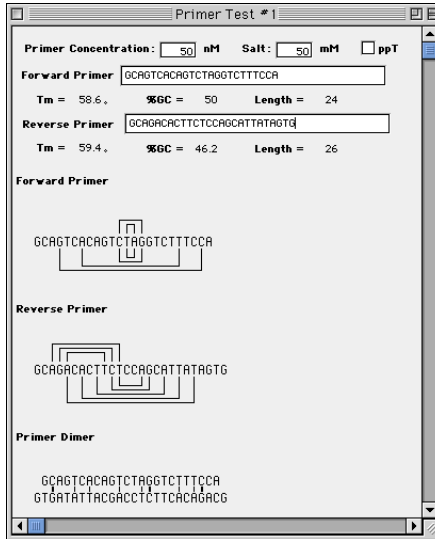 Primer Test #1
Primer Concentration: 50 nM Salt: 50 mM ppT
Forward Primer GCAGTCACAGTCTAGGTCTTTCCA
Tm = 58.6 , %GC = 50 Length = 24
Reverse Primer GCAGACACTTCTCCAGCATTATAGTG
Tm = 59.4 , %GC = 46.2 Length = 26
Forward Primer
GCAGTCACAGTCTAGGTCTTTCCA
Reverse Primer
GCAGACACTTCTCCAGCATTATAGTG
Primer Dimer
GCAGTCACAGTCTAGGTCTTTCCA
GTGATATTACGACCTCTTCACAGACG